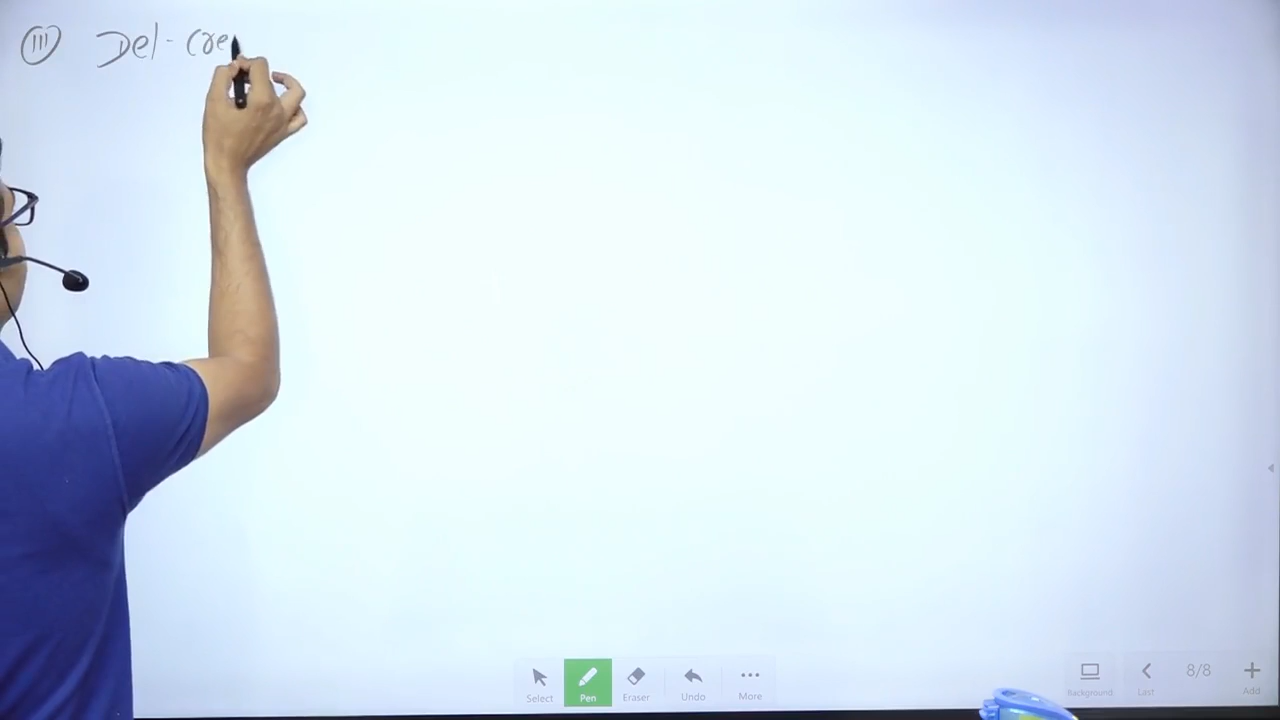 III Del-Cre
Select
Pen
Eraser
Undo
More
Background
Last
8/8
Add